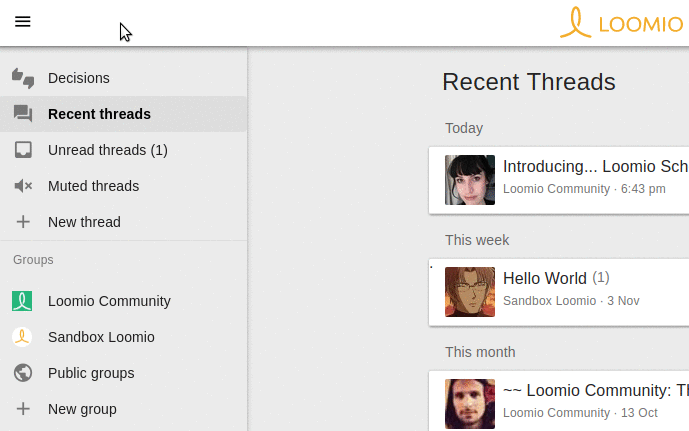 LOOMIO
Decisions
Recent threads
Unread threads (1)
Muted threads
New thread
Groups
Loomio Community
Sandbox Loomio
Public groups
New group
Recent Threads
Today
Introducing... Loomio Sch
Loomio Community · 6:43 pm
This week
Hello World (1)
Sandbox Loomio · 3 Nov
This month
~~ Loomio Community: Th
Loomio Community · 13 Oct